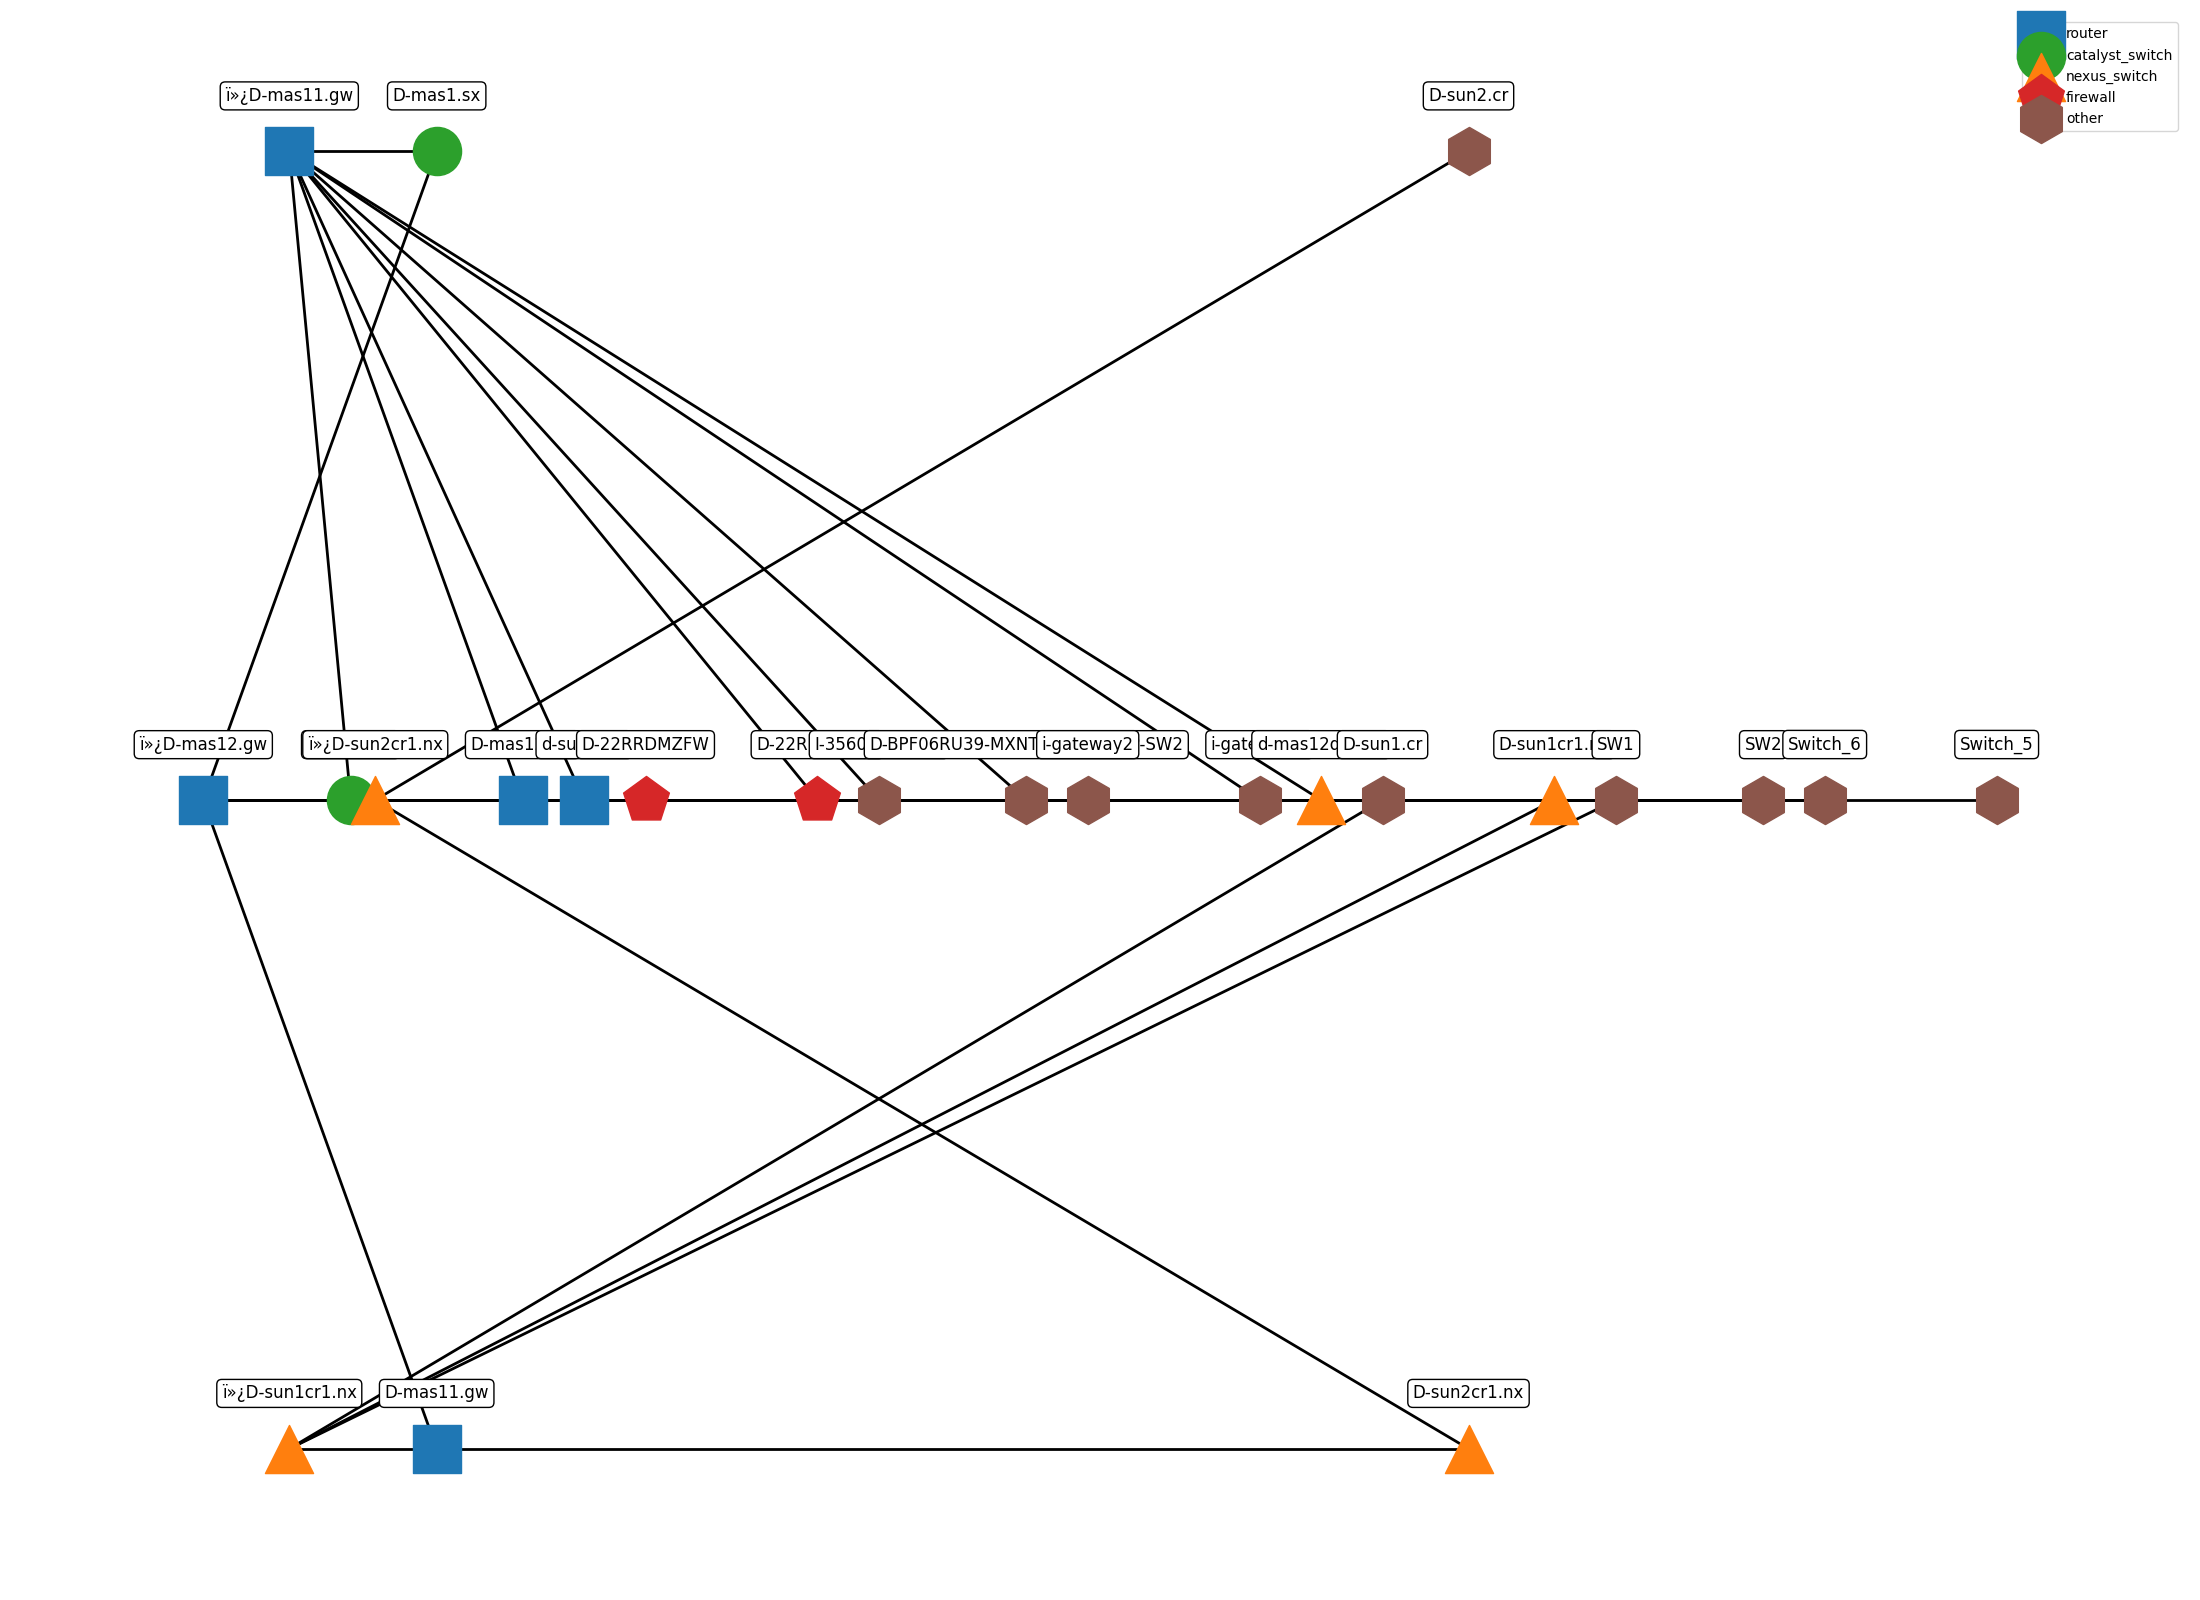 router
catalyst_switch
nexus_switch
firewall
other
ï»¿D-mas11.gw
D-mas1.sx
D-sun2.cr
ï»¿D-mas12.gw
ï»¿D-sun2cr1.nx
D-mas1
d-su
D-22RRDMZFW
D-22R
I-3560
D-BPF06RU39-MXNT
i-gateway2
-SW2
i-gate
d-mas12c
D-sun1.cr
D-sun1cr1.
SW1
SW2
Switch_6
Switch_5
ï»¿D-sun1cr1.nx
D-mas11.gw
D-sun2cr1.nx